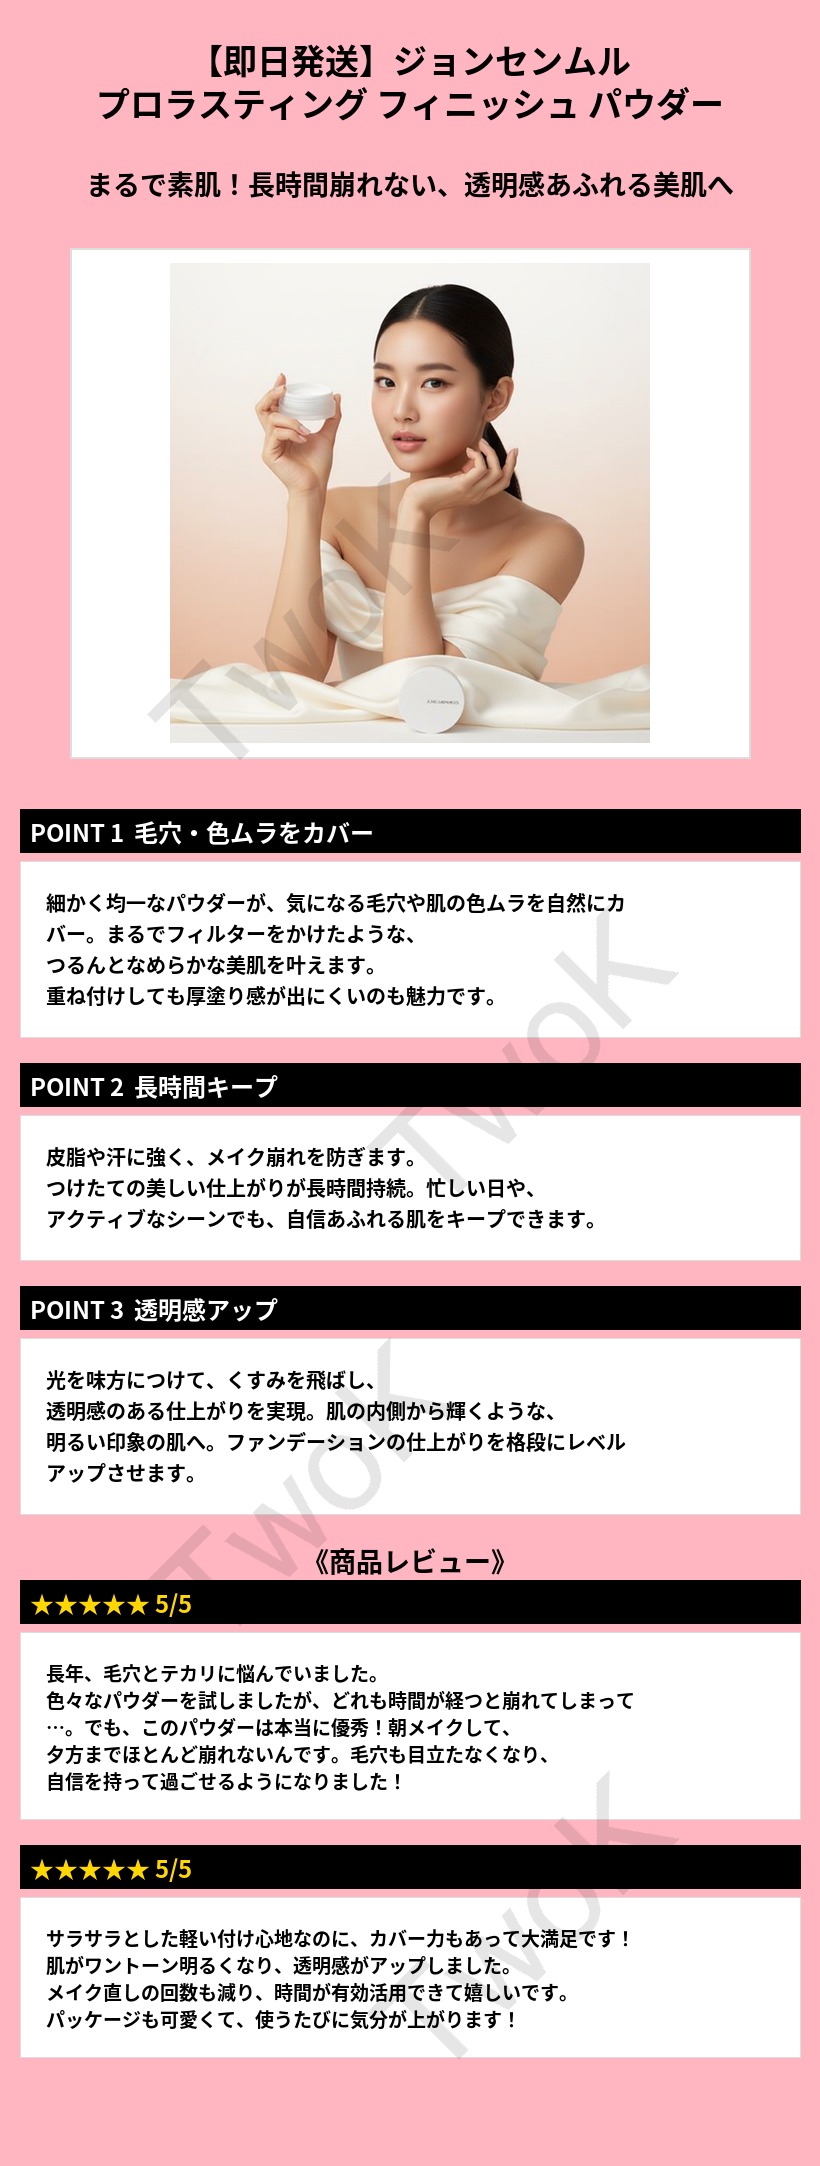 【即日発送】ジョンセンムル
プロラスティング フィニッシュ パウダー
まるで素肌！長時間崩れない、透明感あふれる美肌へ
TwoK
POINT 1 毛穴・色ムラをカバー
細かく均一なパウダーが、気になる毛穴や肌の色ムラを自然にカ
バー。まるでフィルターをかけたような、
つるんとなめらかな美肌を叶えます。
重ね付けしても厚塗り感が出にくいのも魅力です。
TwoK
POINT 2 長時間キープ
皮脂や汗に強く、メイク崩れを防ぎます。
つけたての美しい仕上がりが長時間持続。忙しい日や、
アクティブなシーンでも、自信あふれる肌をキープできます。
POINT 3 透明感アップ
光を味方につけて、くすみを飛ばし、
透明感のある仕上がりを実現。肌の内側から輝くような、
明るい印象の肌へ。ファンデーションの仕上がりを格段にレベル
アップさせます。
TwoK
《商品レビュー》
★★★★★ 5/5
長年、毛穴とテカリに悩んでいました。
色々なパウダーを試しましたが、どれも時間が経つと崩れてしまって
…。でも、このパウダーは本当に優秀！朝メイクして、
夕方までほとんど崩れないんです。毛穴も目立たなくなり、
自信を持って過ごせるようになりました！
★★★★★ 5/5
サラサラとした軽い付け心地なのに、カバー力もあって大満足です！
肌がワントーン明るくなり、透明感がアップしました。
メイク直しの回数も減り、時間が有効活用できて嬉しいです。
パッケージも可愛くて、使うたびに気分が上がります！
TwoK